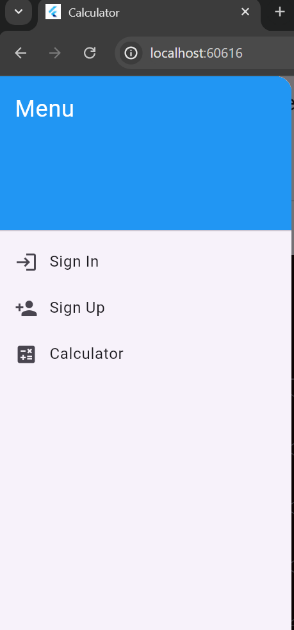 Calculator
localhost:60616
Menu
Sign In
Sign Up
Calculator